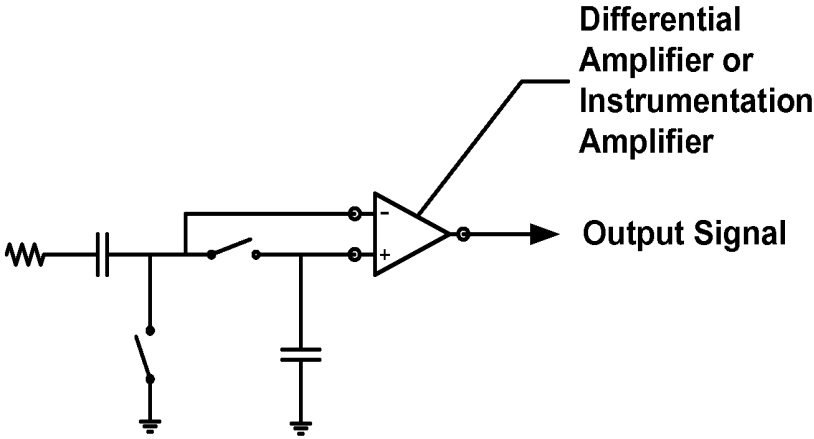 Differential
Amplifier or
Instrumentation
Amplifier
-
+
Output Signal